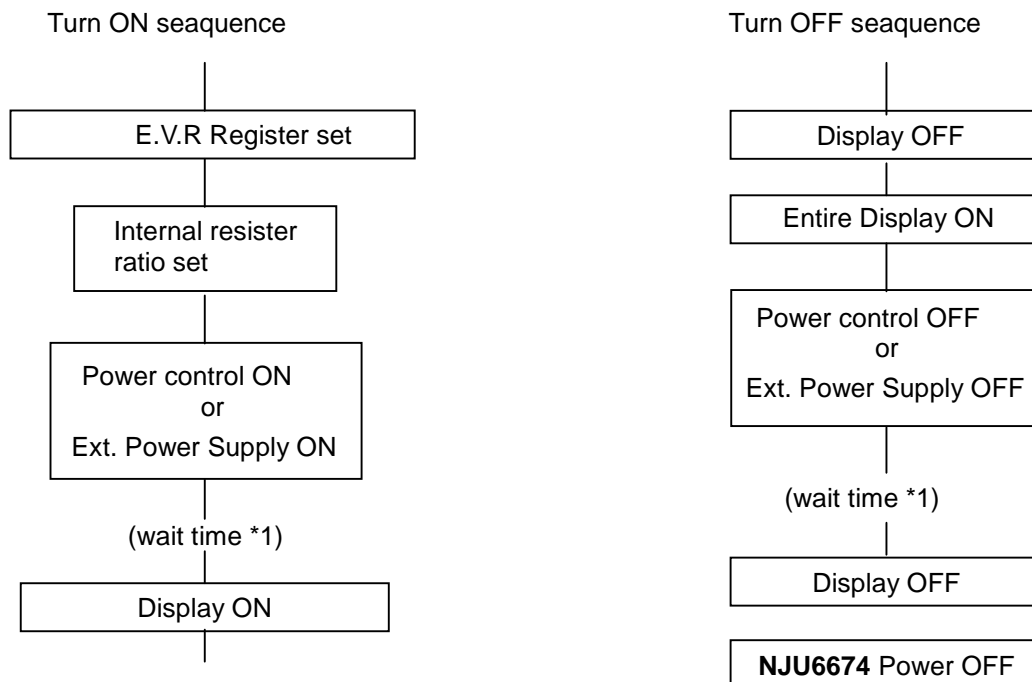 Turn ON seaquence
E.V.R Register set
Internal resister
ratio set
Power control ON
or
Ext. Power Supply ON
(wait time *1)
Display ON
Turn OFF seaquence
Display OFF
Entire Display ON
Power control OFF
or
Ext. Power Supply OFF
(wait time *1)
Display OFF
NJU6674 Power OFF